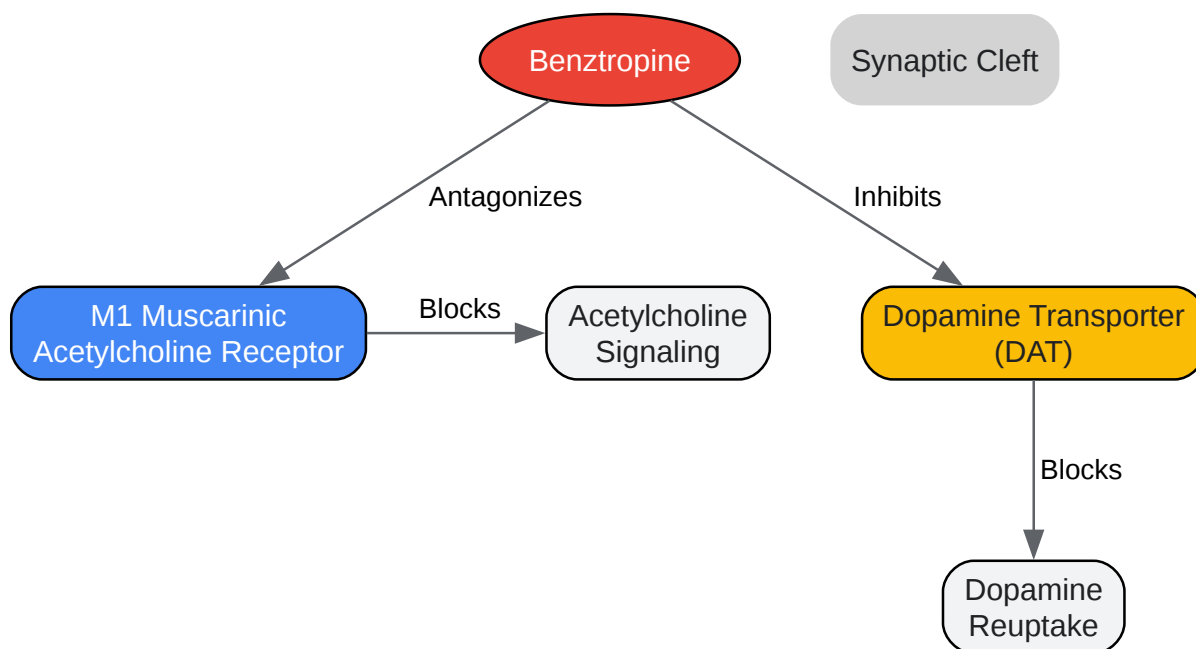 Benztropine
Synaptic Cleft
Antagonizes
Inhibits
M1 Muscarinic
Acetylcholine Receptor
Blocks
Acetylcholine
Signaling
Dopamine Transporter
(DAT)
Blocks
Dopamine
Reuptake